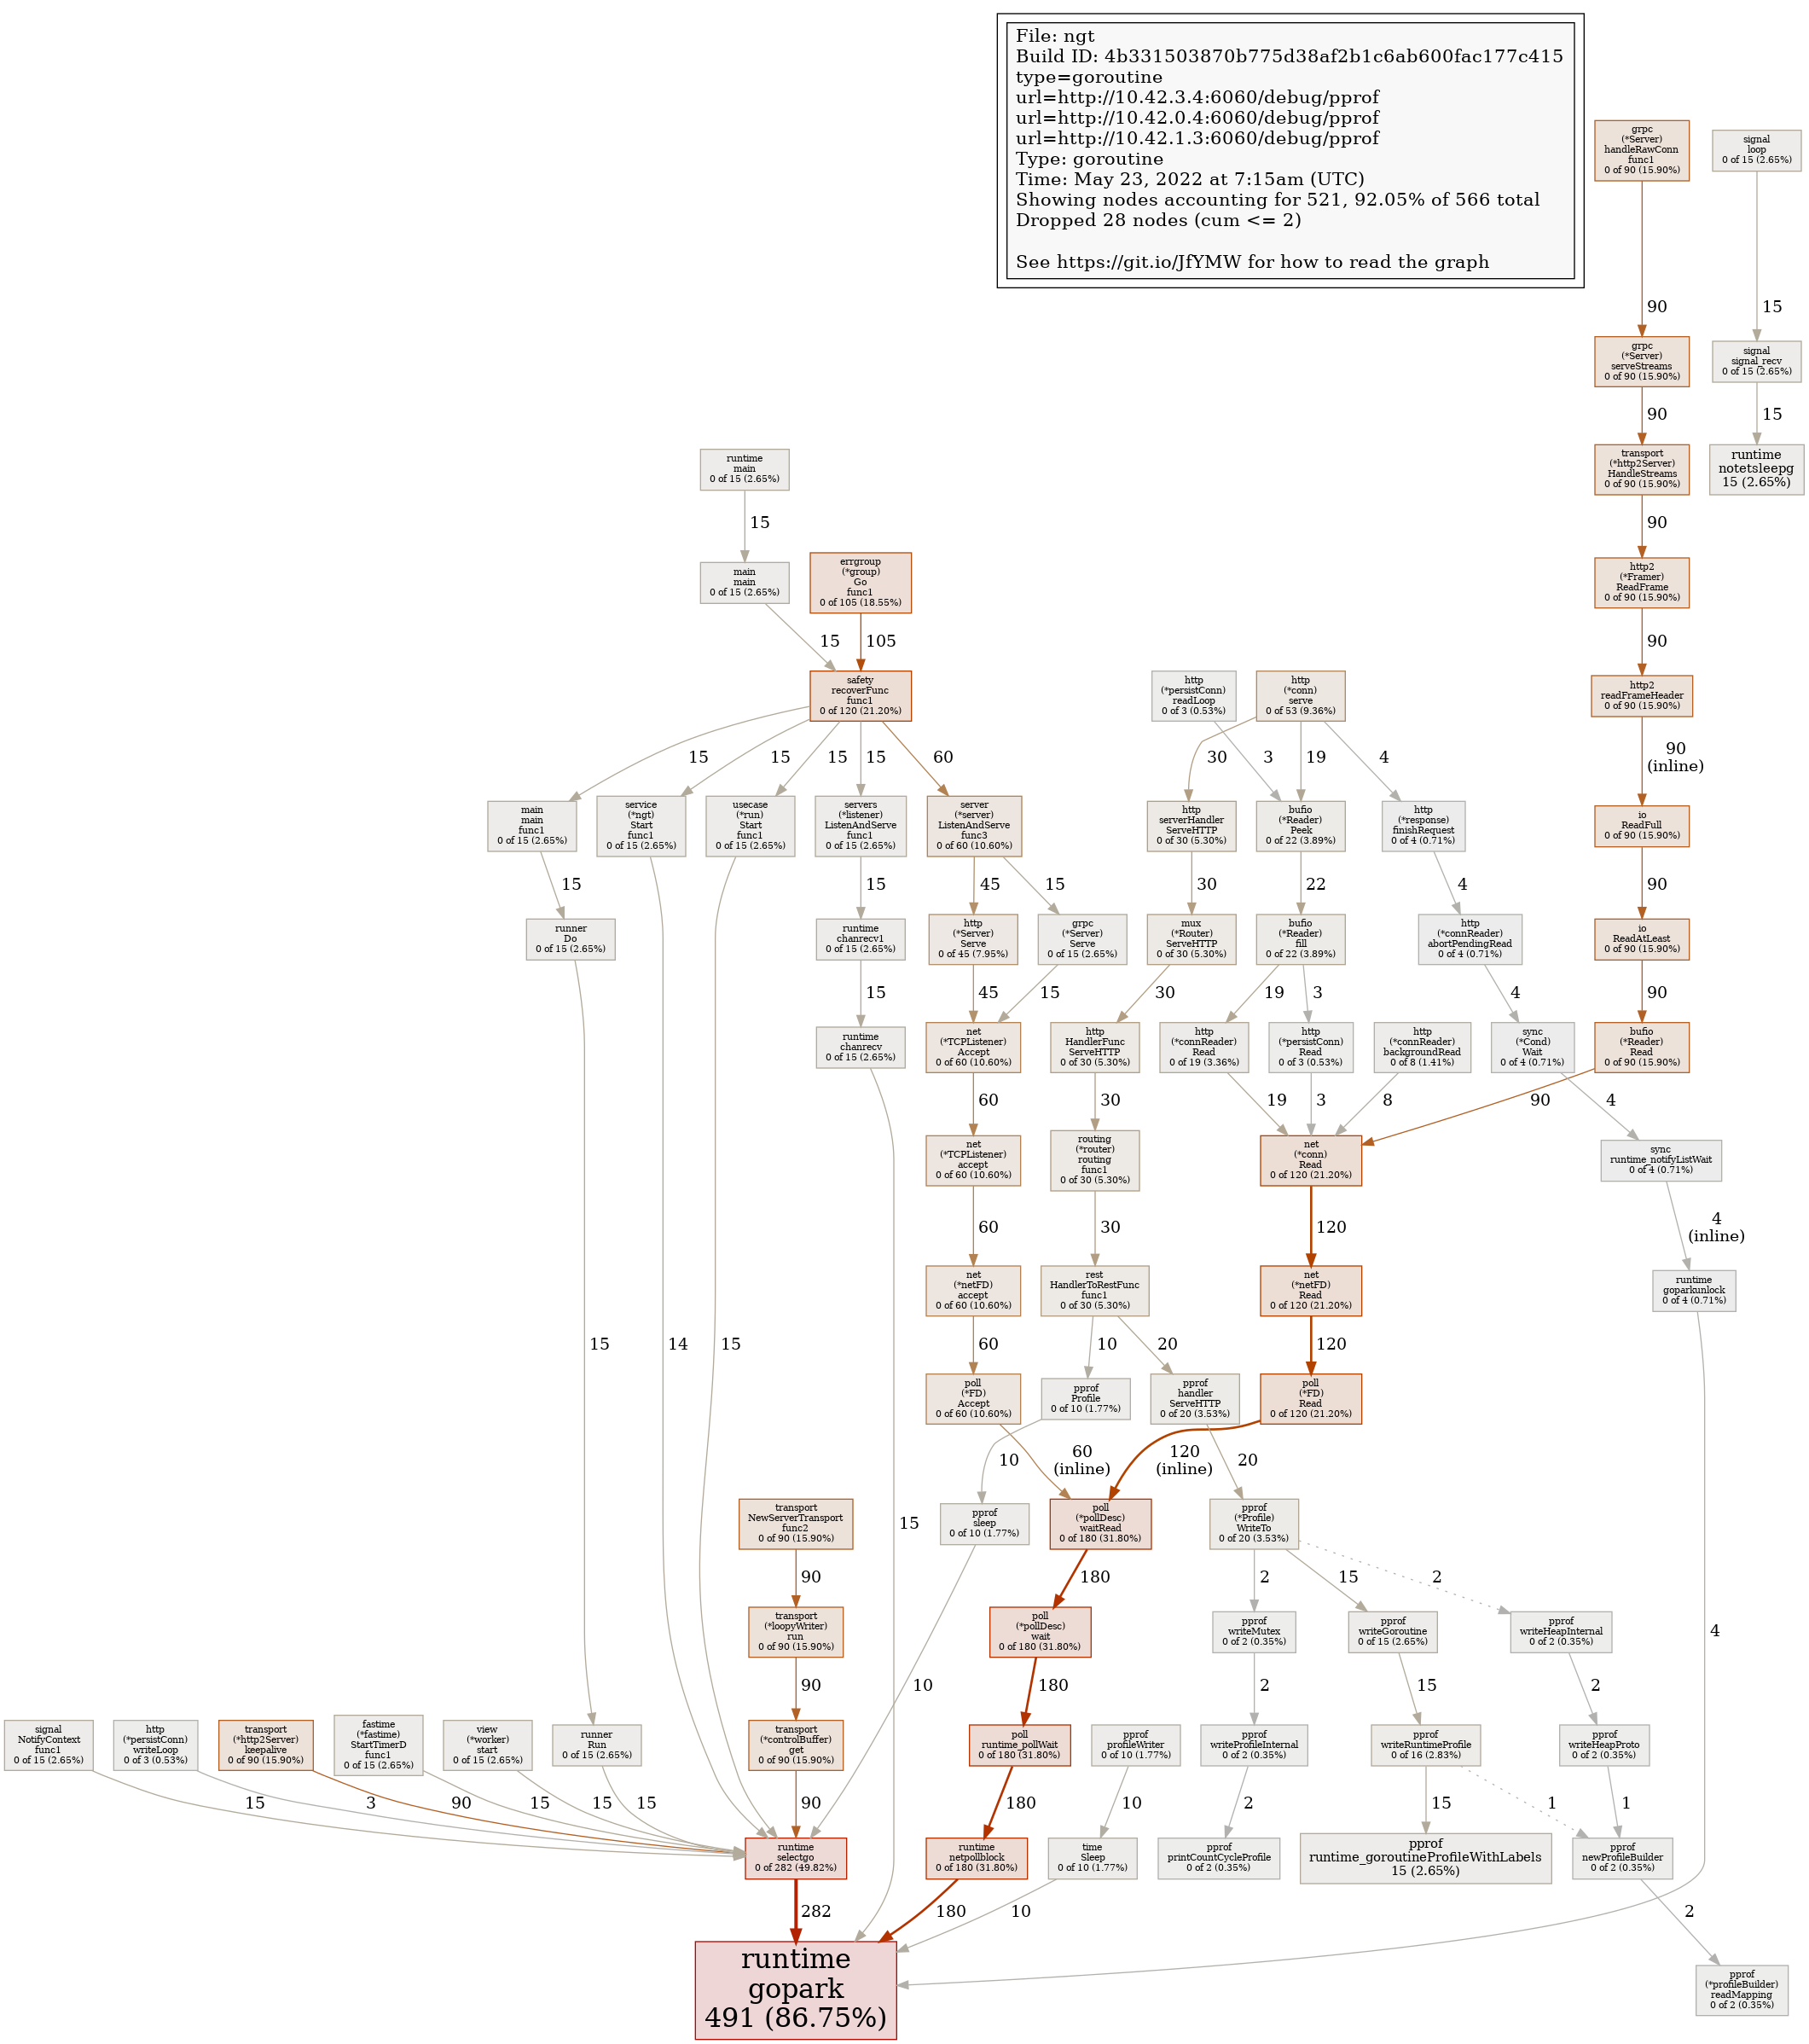 File: ngt
Build ID: 4b331503870b775d38af2b1c6ab600fac177c415
type=goroutine
url=http://10.42.3.4:6060/debug/pprof
url=http://10.42.0.4:6060/debug/pprof
url=http://10.42.1.3:6060/debug/pprof
Type: goroutine
Time: May 23, 2022 at 7:15am (UTC)
Showing nodes accounting for 521, 92.05% of 566 total
Dropped 28 nodes (cum <= 2)
See https://git.io/JfYMW for how to read the graph
grpc
(*Server)
handleRawConn
func1
0 of 90 (15.90%)
signal
loop
0 of 15 (2.65%)
90
15
grpc
(*Server)
serveStreams
0 of 90 (15.90%)
signal
signal_recv
0 of 15 (2.65%)
90
15
runtime
main
0 of 15 (2.65%)
transport
(*http2Server)
HandleStreams
0 of 90 (15.90%)
runtime
notetsleepg
15 (2.65%)
15
90
main
main
0 of 15 (2.65%)
errgroup
(*group)
Go
func1
0 of 105 (18.55%)
http2
(*Framer)
ReadFrame
0 of 90 (15.90%)
15
105
90
safety
recoverFunc
func1
0 of 120 (21.20%)
http
(*persistConn)
readLoop
0 of 3 (0.53%)
http
(*conn)
serve
0 of 53 (9.36%)
http2
readFrameHeader
0 of 90 (15.90%)
15
15
15
15
60
30
3
19
4
90
(inline)
main
main
func1
0 of 15 (2.65%)
service
(*ngt)
Start
func1
0 of 15 (2.65%)
usecase
(*run)
Start
func1
0 of 15 (2.65%)
servers
(*listener)
ListenAndServe
func1
0 of 15 (2.65%)
server
(*server)
ListenAndServe
func3
0 of 60 (10.60%)
http
serverHandler
ServeHTTP
0 of 30 (5.30%)
bufio
(*Reader)
Peek
0 of 22 (3.89%)
http
(*response)
finishRequest
0 of 4 (0.71%)
io
ReadFull
0 of 90 (15.90%)
15
15
45
15
30
22
4
90
runner
Do
0 of 15 (2.65%)
runtime
chanrecv1
0 of 15 (2.65%)
http
(*Server)
Serve
0 of 45 (7.95%)
grpc
(*Server)
Serve
0 of 15 (2.65%)
mux
(*Router)
ServeHTTP
0 of 30 (5.30%)
bufio
(*Reader)
fill
0 of 22 (3.89%)
http
(*connReader)
abortPendingRead
0 of 4 (0.71%)
io
ReadAtLeast
0 of 90 (15.90%)
15
45
15
30
19
3
4
90
runtime
chanrecv
0 of 15 (2.65%)
net
(*TCPListener)
Accept
0 of 60 (10.60%)
http
HandlerFunc
ServeHTTP
0 of 30 (5.30%)
http
(*connReader)
Read
0 of 19 (3.36%)
http
(*persistConn)
Read
0 of 3 (0.53%)
http
(*connReader)
backgroundRead
0 of 8 (1.41%)
sync
(*Cond)
Wait
0 of 4 (0.71%)
bufio
(*Reader)
Read
0 of 90 (15.90%)
60
30
19
3
8
90
4
net
(*TCPListener)
accept
0 of 60 (10.60%)
routing
(*router)
routing
func1
0 of 30 (5.30%)
net
(*conn)
Read
0 of 120 (21.20%)
sync
runtime_notifyListWait
0 of 4 (0.71%)
60
30
120
4
(inline)
net
(*netFD)
accept
0 of 60 (10.60%)
rest
HandlerToRestFunc
func1
0 of 30 (5.30%)
net
(*netFD)
Read
0 of 120 (21.20%)
runtime
goparkunlock
0 of 4 (0.71%)
15
14
15
60
10
20
120
poll
(*FD)
Accept
0 of 60 (10.60%)
pprof
Profile
0 of 10 (1.77%)
pprof
handler
ServeHTTP
0 of 20 (3.53%)
poll
(*FD)
Read
0 of 120 (21.20%)
10
60
(inline)
120
(inline)
20
transport
NewServerTransport
func2
0 of 90 (15.90%)
15
pprof
sleep
0 of 10 (1.77%)
poll
(*pollDesc)
waitRead
0 of 180 (31.80%)
pprof
(*Profile)
WriteTo
0 of 20 (3.53%)
90
180
2
15
2
transport
(*loopyWriter)
run
0 of 90 (15.90%)
poll
(*pollDesc)
wait
0 of 180 (31.80%)
pprof
writeMutex
0 of 2 (0.35%)
pprof
writeGoroutine
0 of 15 (2.65%)
pprof
writeHeapInternal
0 of 2 (0.35%)
4
90
10
180
2
15
2
signal
NotifyContext
func1
0 of 15 (2.65%)
http
(*persistConn)
writeLoop
0 of 3 (0.53%)
transport
(*http2Server)
keepalive
0 of 90 (15.90%)
fastime
(*fastime)
StartTimerD
func1
0 of 15 (2.65%)
view
(*worker)
start
0 of 15 (2.65%)
runner
Run
0 of 15 (2.65%)
transport
(*controlBuffer)
get
0 of 90 (15.90%)
poll
runtime_pollWait
0 of 180 (31.80%)
pprof
profileWriter
0 of 10 (1.77%)
pprof
writeProfileInternal
0 of 2 (0.35%)
pprof
writeRuntimeProfile
0 of 16 (2.83%)
pprof
writeHeapProto
0 of 2 (0.35%)
15
3
90
15
15
15
90
180
10
2
15
1
1
runtime
selectgo
0 of 282 (49.82%)
runtime
netpollblock
0 of 180 (31.80%)
time
Sleep
0 of 10 (1.77%)
pprof
printCountCycleProfile
0 of 2 (0.35%)
pprof
runtime_goroutineProfileWithLabels
15 (2.65%)
pprof
newProfileBuilder
0 of 2 (0.35%)
282
180
10
2
runtime
gopark
491 (86.75%)
pprof
(*profileBuilder)
readMapping
0 of 2 (0.35%)